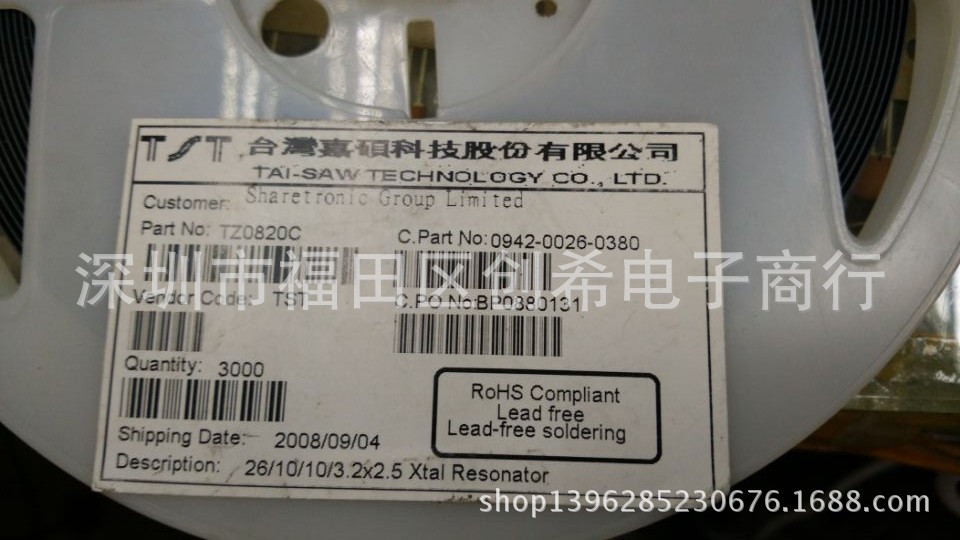 TST 台灣嘉碩科技股份有限公司
TAI-SAW TECHNOLOGY CO., LTD.
Customer: Sharetronic Group Limited
Part No: TZ0820C C.Part No:0942-0026-0380
深圳市福田区创希电子商行
Vendor Code: TST C.PO No:BP0880131
Quantity: 3000
RoHS Compliant
Lead free
Lead-free soldering
Shipping Date: 2008/09/04
Description: 26/10/10/3.2x2.5 Xtal Resonator
shop1396285230676.1688.com